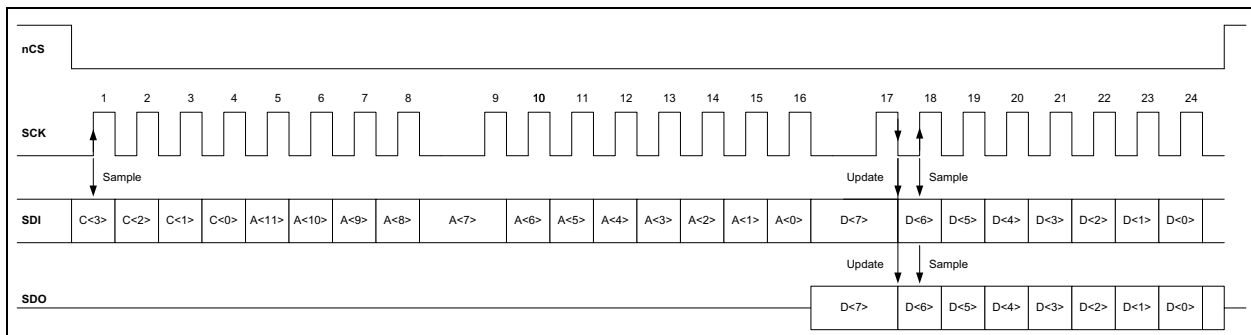 nCS
1 2 3 4 5 6 7 8 9 10 11 12 13 14 15 16 17 18 19 20 21 22 23 24
SCK
Sample Update Sample
SDI C<3> C<2> C<1> C<0> A<11> A<10> A<9> A<8> A<7> A<6> A<5> A<4> A<3> A<2> A<1> A<0> D<7> D<6> D<5> D<4> D<3> D<2> D<1> D<0>
Update Sample
SDO D<7> D<6> D<5> D<4> D<3> D<2> D<1> D<0>